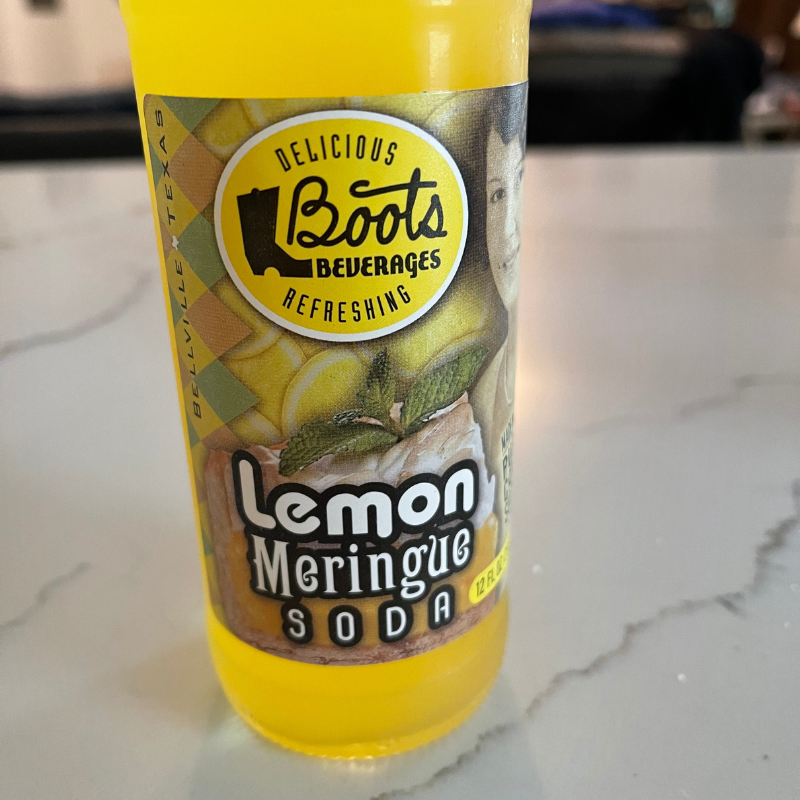 BELLVILLE ★ TEXAS
DELICIOUS
Boots
BEVERAGES
REFRESHING
Lemon
Meringue
SODA
12 FL OZ